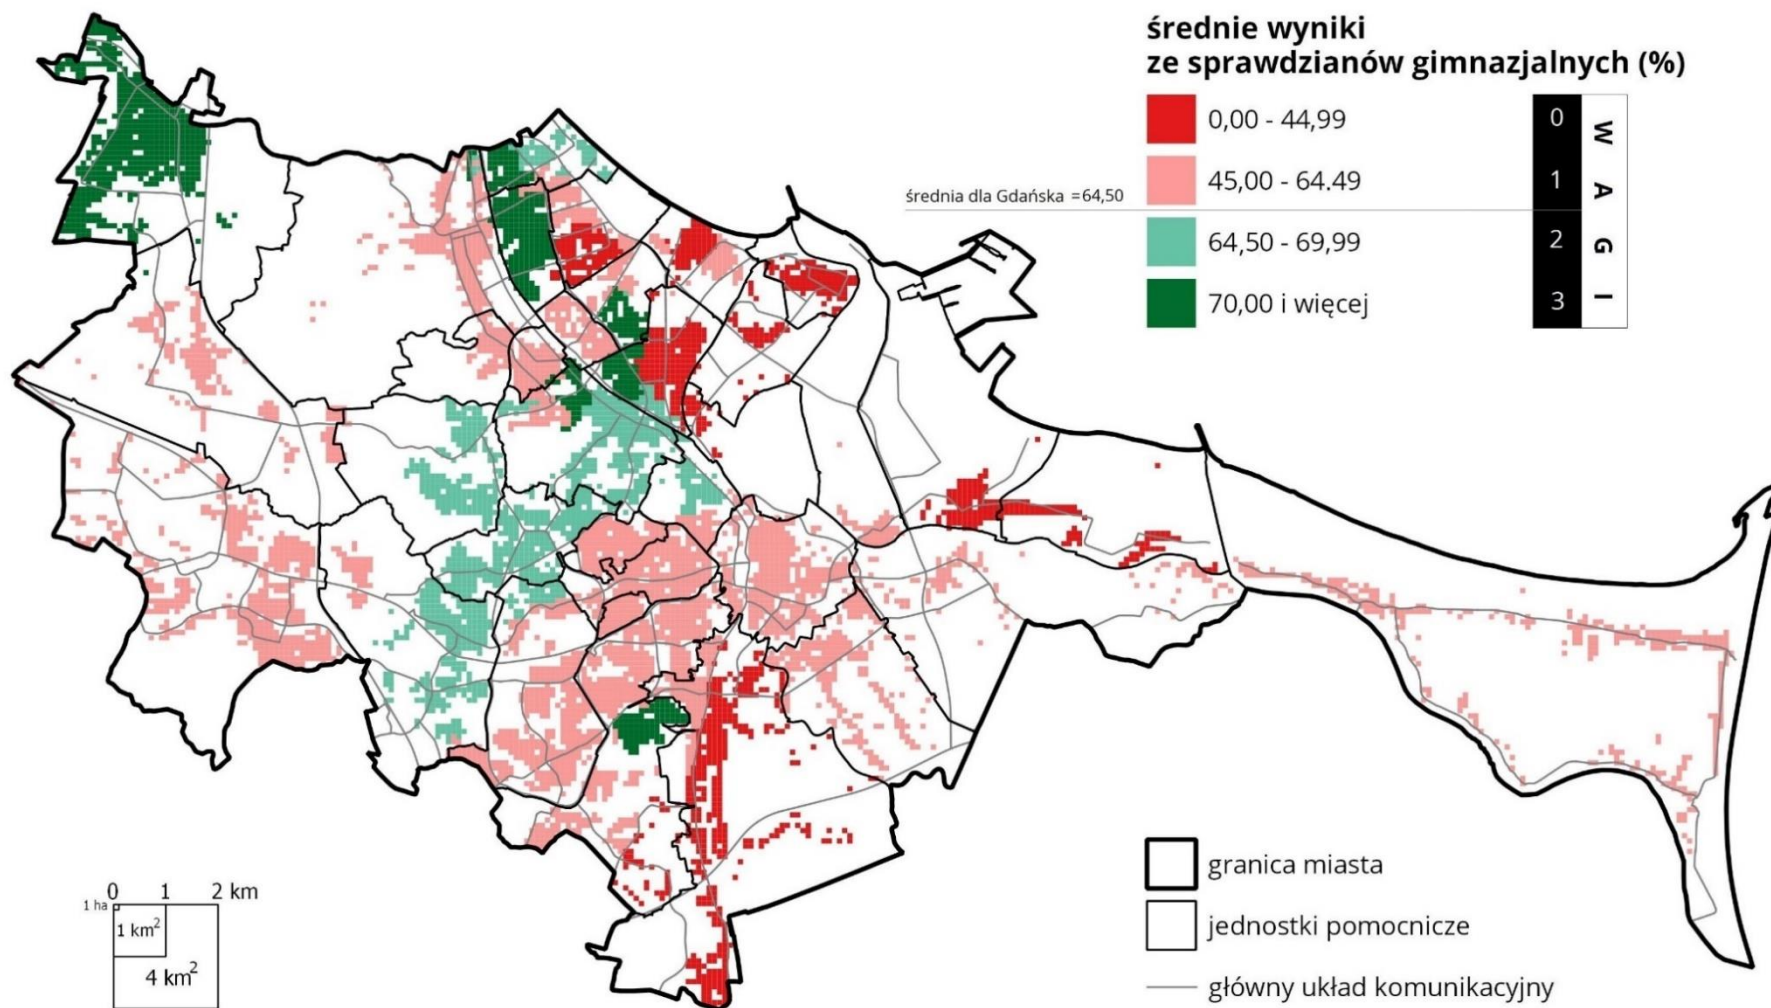 średnie wyniki
ze sprawdzianów gimnazjalnych (%)
0,00 - 44,99
45,00 - 64.49
średnia dla Gdańska =64,50
64,50 - 69,99
70,00 i więcej
0
1
2
3
W
A
G
I
granica miasta
jednostki pomocnicze
główny układ komunikacyjny
0 1 2 km
1 ha
1 km²
4 km²